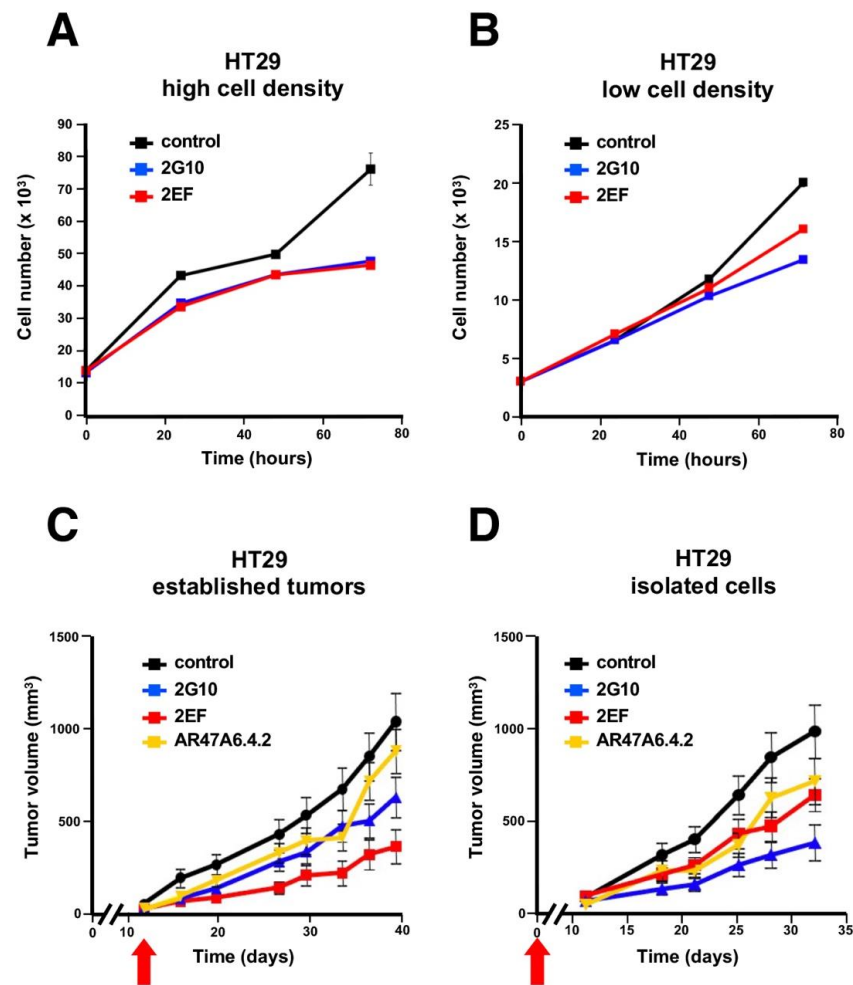 A
HT29
high cell density
90
80
70
60
50
40
30
20
10
0
Cell number (x 10³)
control
2G10
2EF
0 20 40 60 80
Time (hours)
B
HT29
low cell density
25
20
15
10
5
0
Cell number (x 10³)
control
2G10
2EF
0 20 40 60 80
Time (hours)
C
HT29
established tumors
1500
1000
500
0
Tumor volume (mm³)
control
2G10
2EF
AR47A6.4.2
0 10 20 30 40
Time (days)
D
HT29
isolated cells
1500
1000
500
0
Tumor volume (mm³)
control
2G10
2EF
AR47A6.4.2
0 10 15 20 25 30 35
Time (days)